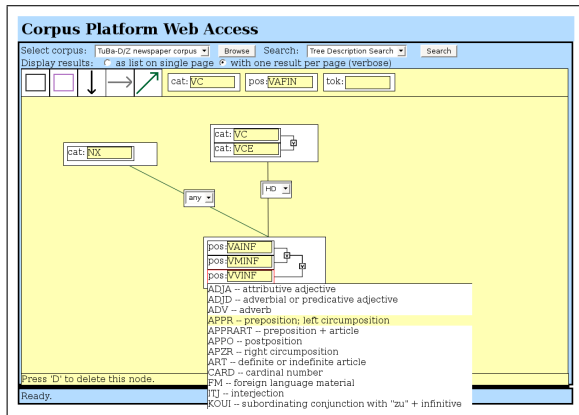 Corpus Platform Web Access
Select corpus: TuBa-D/Z newspaper corpus Browse Search: Tree Description Search Search
Display results: as list on single page with one result per page (verbose)
cat: VC pos: VAFIN tok:
cat: VC
cat: VCE
v
cat: NX
HD
any
pos: VAINF
pos: VMINF
pos: VVINF
v
v
ADJA -- attributive adjective
ADJD -- adverbial or predicative adjective
ADV -- adverb
APPR -- preposition; left circumposition
APPRART -- preposition + article
APPO -- postposition
APZR -- right circumposition
ART -- definite or indefinite article
CARD -- cardinal number
FM -- foreign language material
ITJ -- interjection
KOUI -- subordinating conjunction with "zu" + infinitive
Press 'D' to delete this node.
Ready.